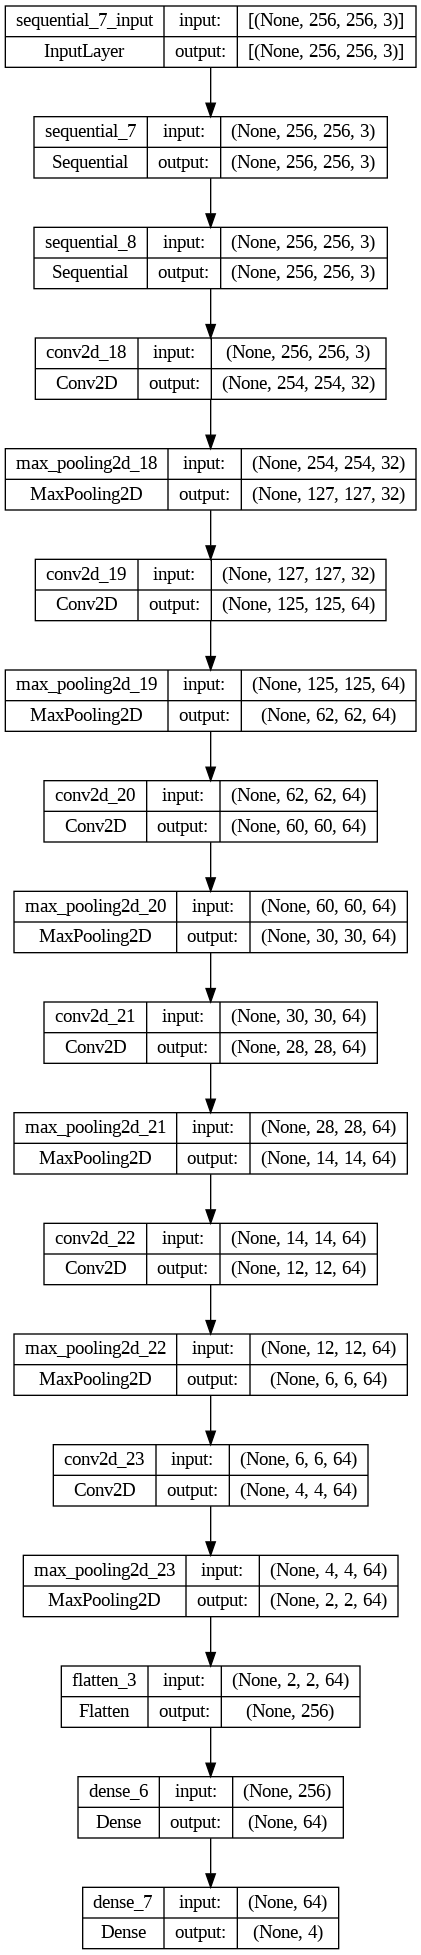 sequential_7_input input: [(None, 256, 256, 3)]
InputLayer output: [(None, 256, 256, 3)]
sequential_7 input: (None, 256, 256, 3)
Sequential output: (None, 256, 256, 3)
sequential_8 input: (None, 256, 256, 3)
Sequential output: (None, 256, 256, 3)
conv2d_18 input: (None, 256, 256, 3)
Conv2D output: (None, 254, 254, 32)
max_pooling2d_18 input: (None, 254, 254, 32)
MaxPooling2D output: (None, 127, 127, 32)
conv2d_19 input: (None, 127, 127, 32)
Conv2D output: (None, 125, 125, 64)
max_pooling2d_19 input: (None, 125, 125, 64)
MaxPooling2D output: (None, 62, 62, 64)
conv2d_20 input: (None, 62, 62, 64)
Conv2D output: (None, 60, 60, 64)
max_pooling2d_20 input: (None, 60, 60, 64)
MaxPooling2D output: (None, 30, 30, 64)
conv2d_21 input: (None, 30, 30, 64)
Conv2D output: (None, 28, 28, 64)
max_pooling2d_21 input: (None, 28, 28, 64)
MaxPooling2D output: (None, 14, 14, 64)
conv2d_22 input: (None, 14, 14, 64)
Conv2D output: (None, 12, 12, 64)
max_pooling2d_22 input: (None, 12, 12, 64)
MaxPooling2D output: (None, 6, 6, 64)
conv2d_23 input: (None, 6, 6, 64)
Conv2D output: (None, 4, 4, 64)
max_pooling2d_23 input: (None, 4, 4, 64)
MaxPooling2D output: (None, 2, 2, 64)
flatten_3 input: (None, 2, 2, 64)
Flatten output: (None, 256)
dense_6 input: (None, 256)
Dense output: (None, 64)
dense_7 input: (None, 64)
Dense output: (None, 4)